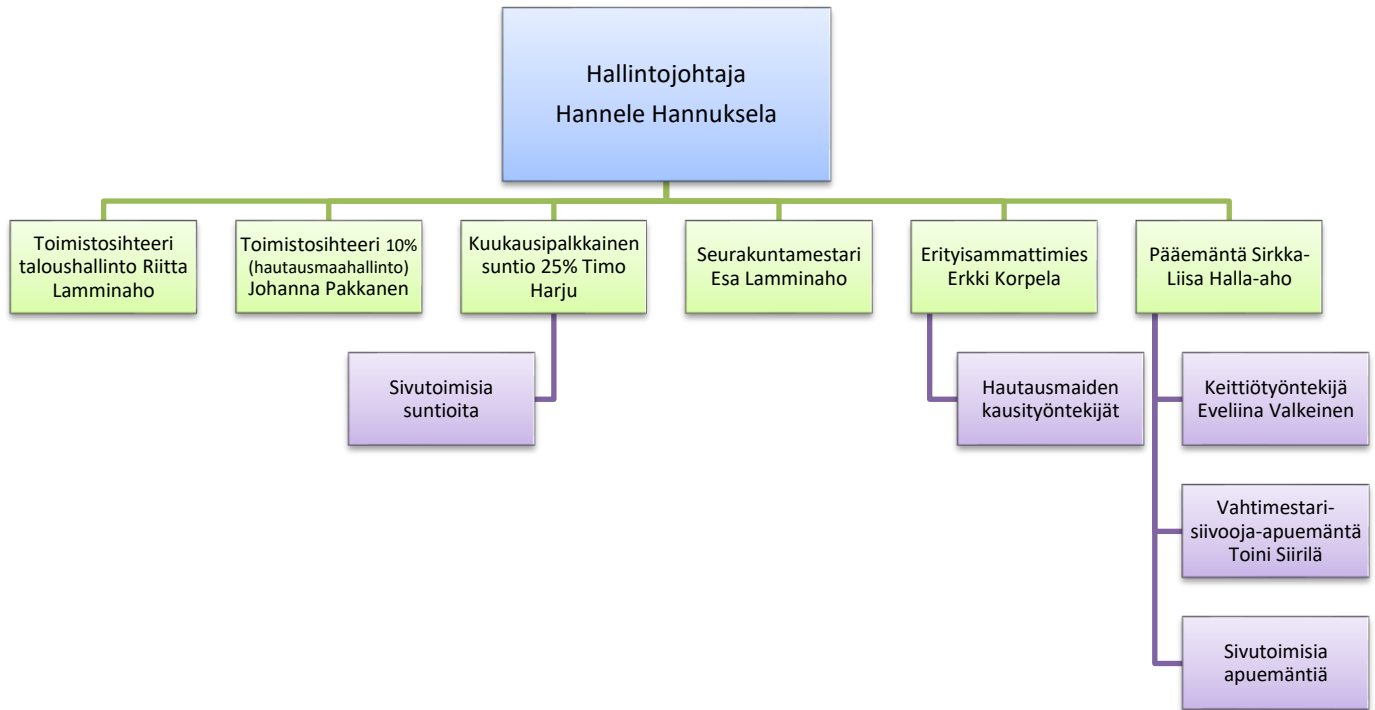 Hallintojohtaja
Hannele Hannuksela
Toimistosihteeri
taloushallinto Riitta
Lamminaho
Toimistosihteeri 10%
(hautausmaahallinto)
Johanna Pakkanen
Kuukausipalkkainen
suntio 25% Timo
Harju
Seurakuntamestari
Esa Lamminaho
Erityisammattimies
Erkki Korpela
Pääemäntä Sirkka-
Liisa Halla-aho
Sivutoimisia
suntioita
Hautausmaiden
kausityöntekijät
Keittiötyöntekijä
Eveliina Valkeinen
Vahtimestari-
siivooja-apuemäntä
Toini Siirilä
Sivutoimisia
apuemäntiä